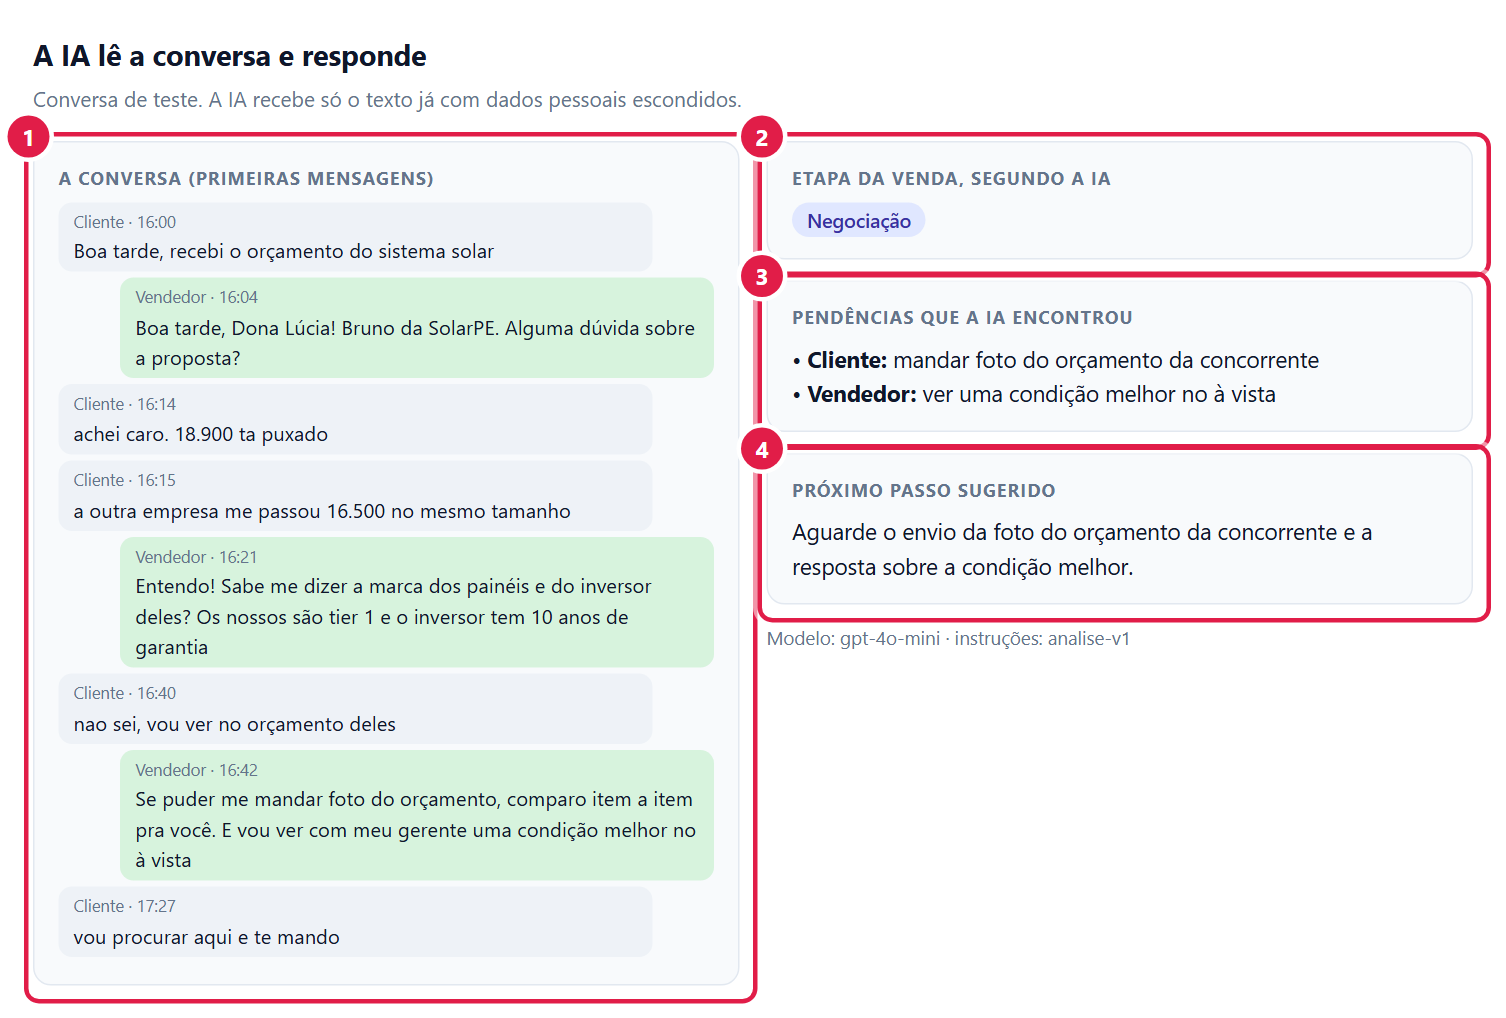 A IA lê a conversa e responde
Conversa de teste. A IA recebe só o texto já com dados pessoais escondidos.
1
A CONVERSA (PRIMEIRAS MENSAGENS)
Cliente · 16:00
Boa tarde, recebi o orçamento do sistema solar
Vendedor · 16:04
Boa tarde, Dona Lúcia! Bruno da SolarPE. Alguma dúvida sobre
a proposta?
Cliente · 16:14
achei caro. 18.900 ta puxado
Cliente · 16:15
a outra empresa me passou 16.500 no mesmo tamanho
Vendedor · 16:21
Entendo! Sabe me dizer a marca dos painéis e do inversor
deles? Os nossos são tier 1 e o inversor tem 10 anos de
garantia
Cliente · 16:40
nao sei, vou ver no orçamento deles
Vendedor · 16:42
Se puder me mandar foto do orçamento, comparo item a item
pra você. E vou ver com meu gerente uma condição melhor no
à vista
Cliente · 17:27
vou procurar aqui e te mando
2
ETAPA DA VENDA, SEGUNDO A IA
Negociação
3
PENDÊNCIAS QUE A IA ENCONTROU
• Cliente: mandar foto do orçamento da concorrente
• Vendedor: ver uma condição melhor no à vista
4
PRÓXIMO PASSO SUGERIDO
Aguarde o envio da foto do orçamento da concorrente e a
resposta sobre a condição melhor.
Modelo: gpt-4o-mini · instruções: analise-v1